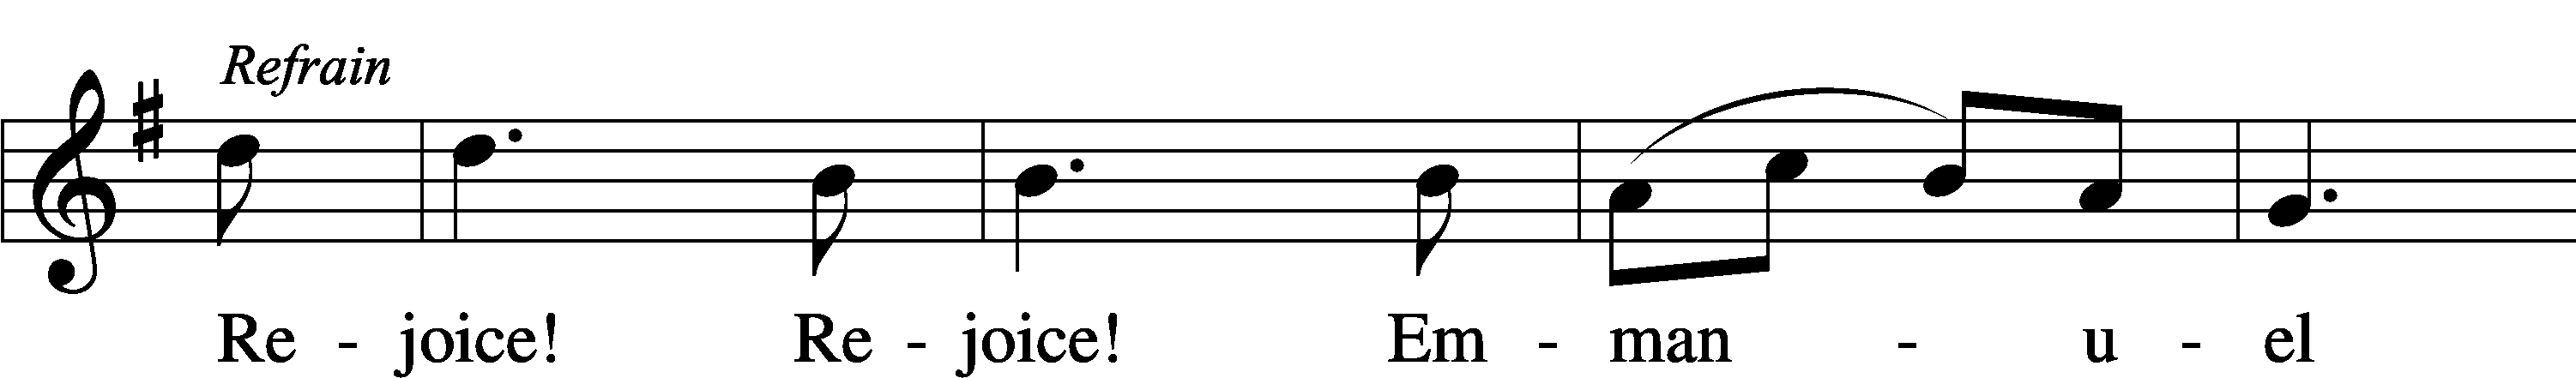 Refrain
Re - joice! Re - joice! Em - man - u - el